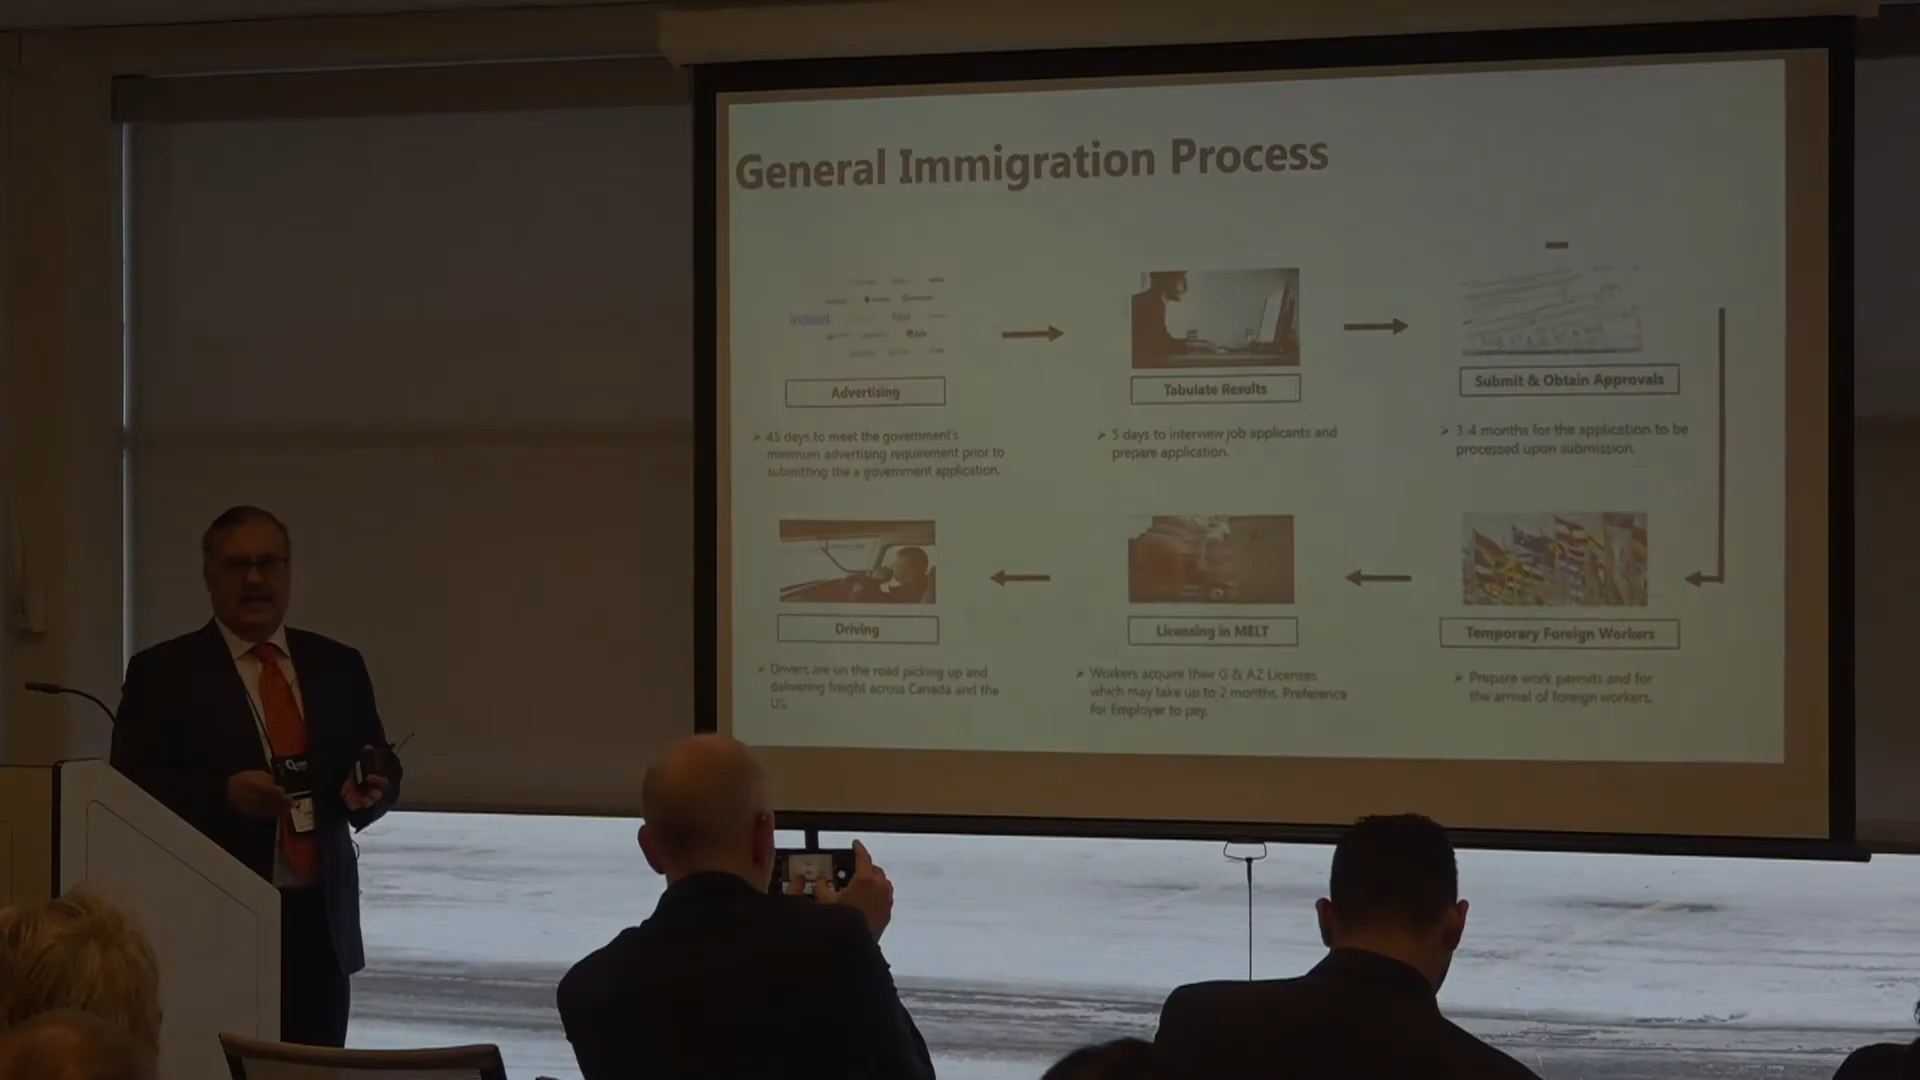 General Immigration Process
indeed
Advertising
Tabulate Results
Submit & Obtain Approvals
➤ 45 days to meet the government's
minimum advertising requirement prior to
submitting the a government application.
➤ 5 days to interview job applicants and
prepare application.
➤ 3-4 months for the application to be
processed upon submission.
Driving
Licensing in MELT
Temporary Foreign Workers
➤ Drivers are on the road picking up and
delivering freight across Canada and the
US.
➤ Workers acquire their G & AZ Licenses
which may take up to 2 months. Preference
for Employer to pay.
➤ Prepare work permits and for
the arrival of foreign workers.